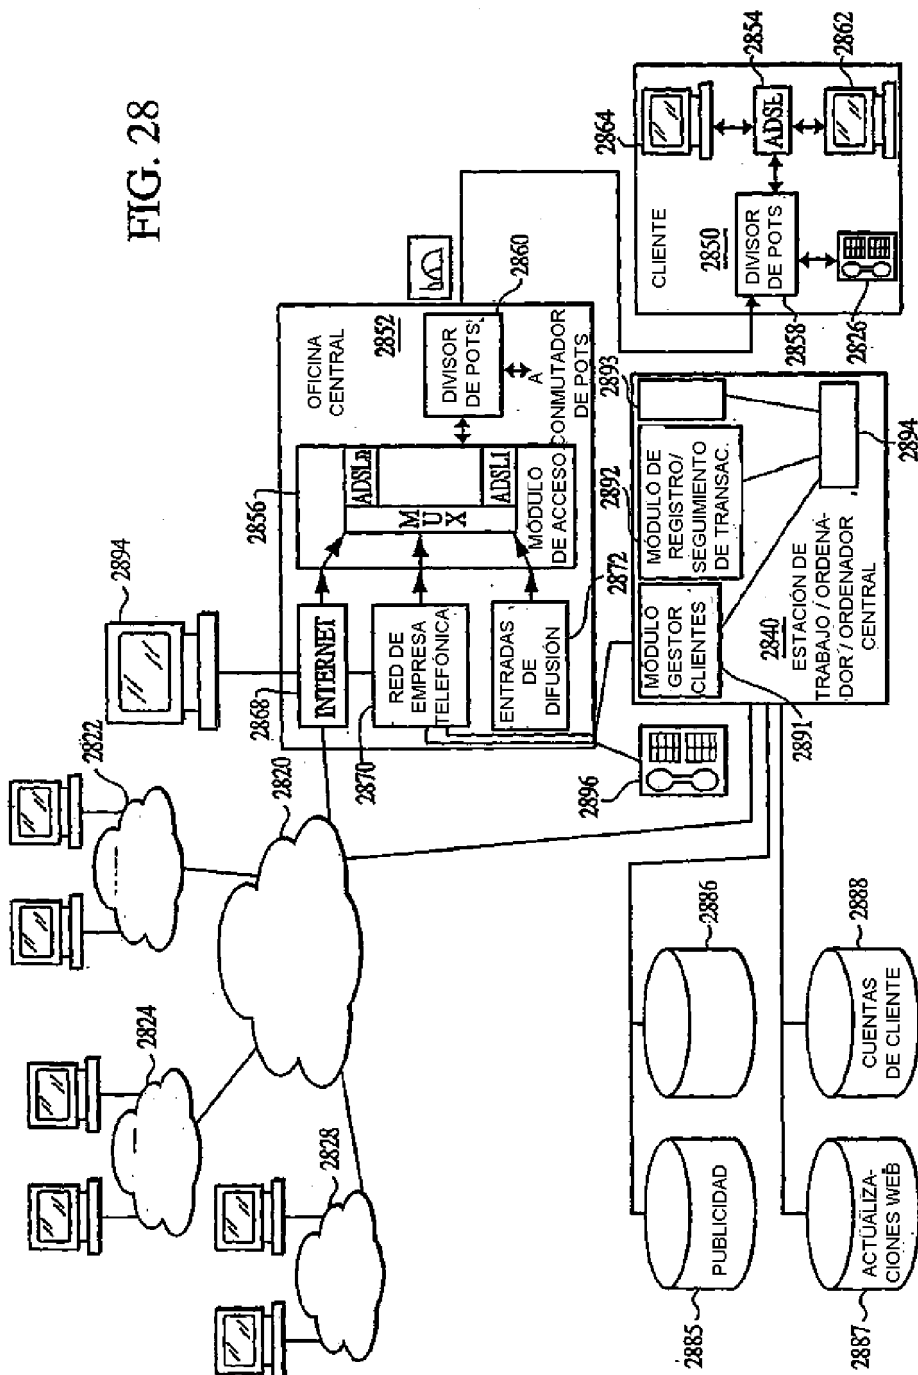 FIG. 28
2894
2822
2824
2828
2820
2868
INTERNET
2870
RED DE
EMPRESA
TELEFÓNICA
ENTRADAS
DE
DIFUSIÓN
2872
2856
MUX
ADSLn
ADSL1
MÓDULO
DE ACCESO
OFICINA
CENTRAL
2852
DIVISOR
DE POTS
2860
A
CONMUTADOR
DE POTS
CLIENTE
2850
DIVISOR
DE POTS
2858
2826
ADSL
2854
2864
2862
2896
MÓDULO
GESTOR
CLIENTES
2891
MÓDULO DE
REGISTRO/
SEGUIMIENTO
DE TRANSAC.
2892
2893
2894
2840
ESTACIÓN DE
TRABAJO / ORDENA-
DOR / ORDENADOR
CENTRAL
PUBLICIDAD
2885
2886
ACTUALIZA-
CIONES WEB
2887
CUENTAS
DE CLIENTE
2888